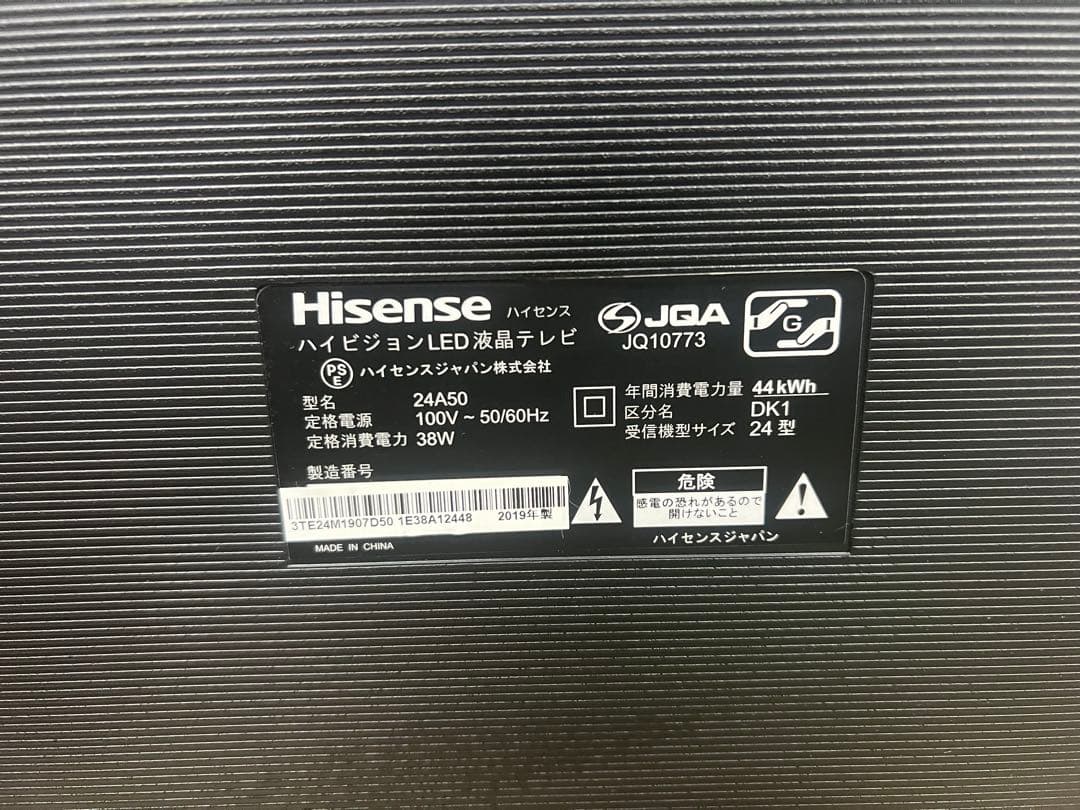 Hisense ハイセンス
ハイビジョンLED液晶テレビ
PSE ハイセンスジャパン株式会社
型名 24A50
定格電源 100V ~ 50/60Hz
定格消費電力 38W
製造番号
3TE24M1907D50 1E38A12448 2019年製
MADE IN CHINA
JQA
JQ10773
G
年間消費電力量 44kWh
区分名 DK1
受信機型サイズ 24型
危険
感電の恐れがあるので
開けないこと
ハイセンスジャパン